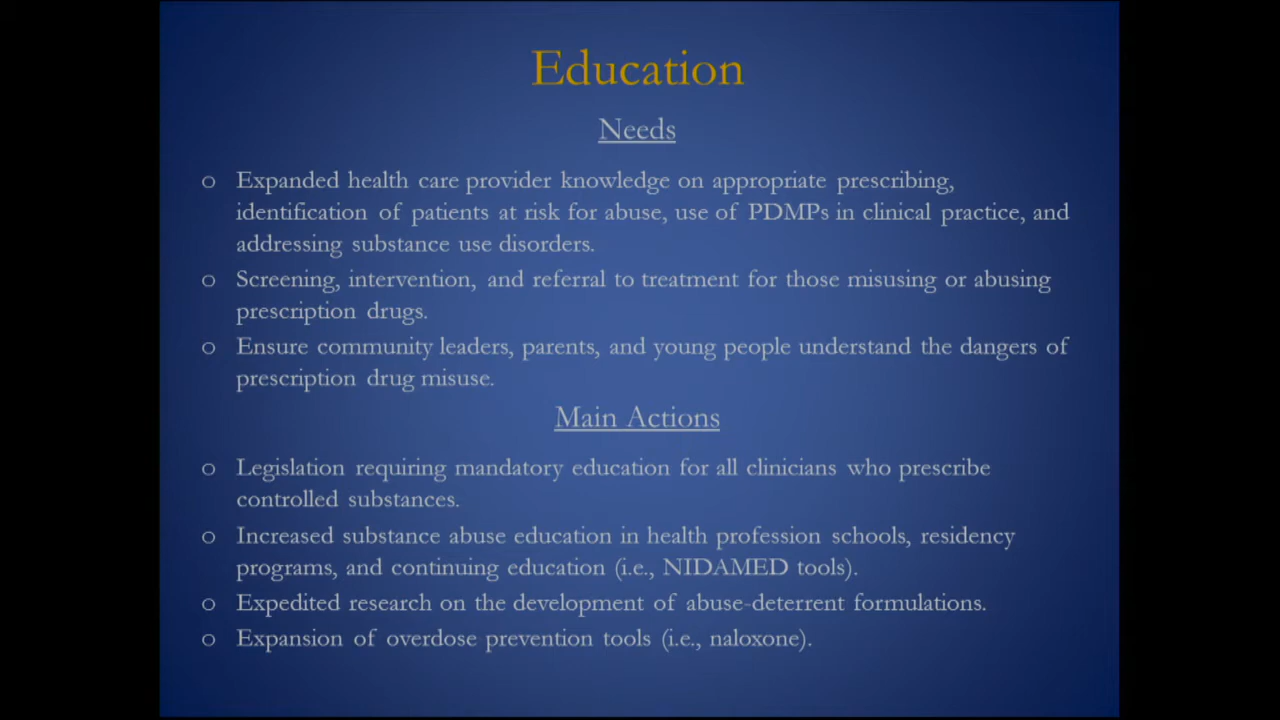 Education
Needs
o Expanded health care provider knowledge on appropriate prescribing,
identification of patients at risk for abuse, use of PDMPs in clinical practice, and
addressing substance use disorders.
o Screening, intervention, and referral to treatment for those misusing or abusing
prescription drugs.
o Ensure community leaders, parents, and young people understand the dangers of
prescription drug misuse.
Main Actions
o Legislation requiring mandatory education for all clinicians who prescribe
controlled substances.
o Increased substance abuse education in health profession schools, residency
programs, and continuing education (i.e., NIDAMED tools).
o Expedited research on the development of abuse-deterrent formulations.
o Expansion of overdose prevention tools (i.e., naloxone).